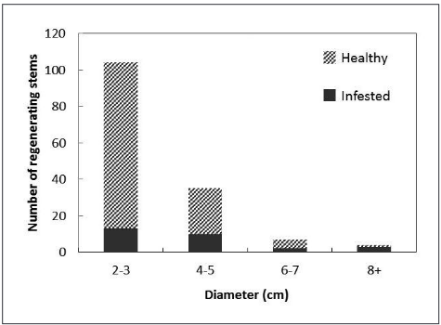 120
100
80
60
40
20
0
Number of regenerating stems
Healthy
Infested
2-3 4-5 6-7 8+
Diameter (cm)